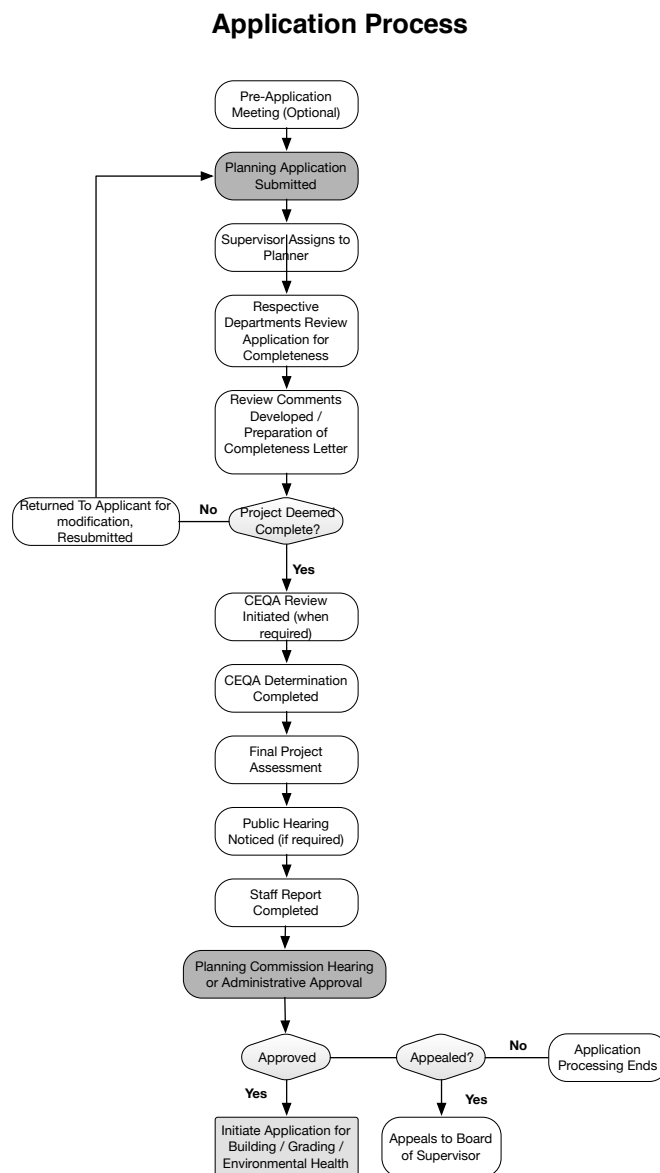 Application Process
Pre-Application
Meeting (Optional)
Planning Application
Submitted
Supervisor Assigns to
Planner
Respective
Departments Review
Application for
Completeness
Review Comments
Developed /
Preparation of
Completeness Letter
Returned To Applicant for
modification,
Resubmitted
No
Project Deemed
Complete?
Yes
CEQA Review
Initiated (when
required)
CEQA Determination
Completed
Final Project
Assessment
Public Hearing
Noticed (if required)
Staff Report
Completed
Planning Commission Hearing
or Administrative Approval
Approved
Appealed?
No
Application
Processing Ends
Yes
Yes
Initiate Application for
Building / Grading /
Environmental Health
Appeals to Board
of Supervisor